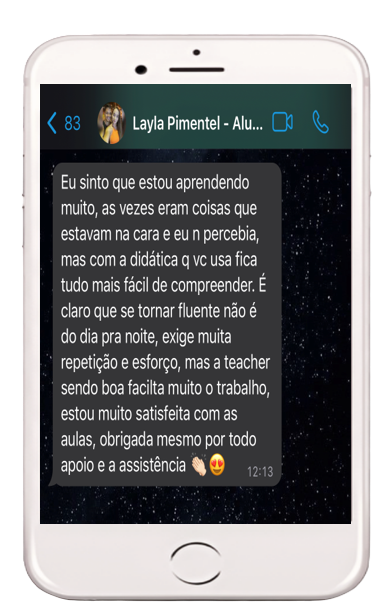 83 Layla Pimentel - Alu...
Eu sinto que estou aprendendo
muito, as vezes eram coisas que
estavam na cara e eu n percebia,
mas com a didática q vc usa fica
tudo mais fácil de compreender. É
claro que se tornar fluente não é
do dia pra noite, exige muita
repetição e esforço, mas a teacher
sendo boa facilta muito o trabalho,
estou muito satisfeita com as
aulas, obrigada mesmo por todo
apoio e a assistência 👏🏻😍 12:13